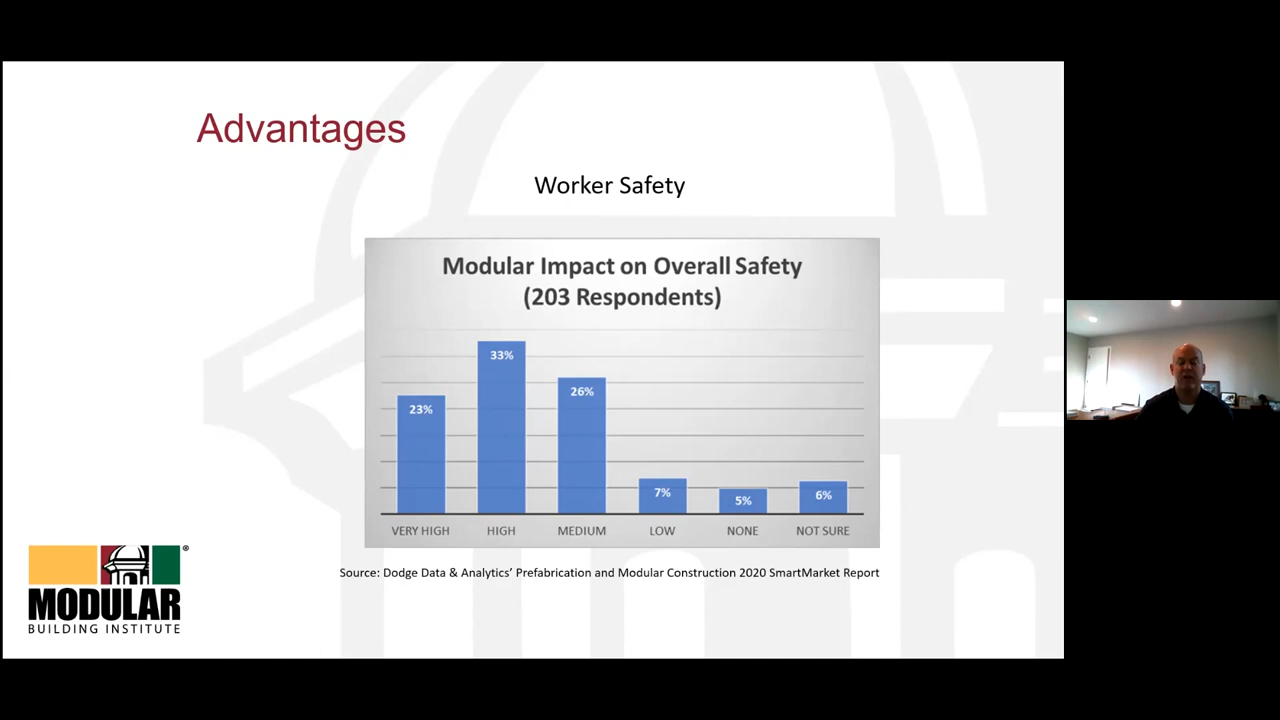 Advantages
Worker Safety
Modular Impact on Overall Safety
(203 Respondents)
23%
33%
26%
7%
5%
6%
VERY HIGH
HIGH
MEDIUM
LOW
NONE
NOT SURE
Source: Dodge Data & Analytics’ Prefabrication and Modular Construction 2020 SmartMarket Report
®
MODULAR
BUILDING INSTITUTE